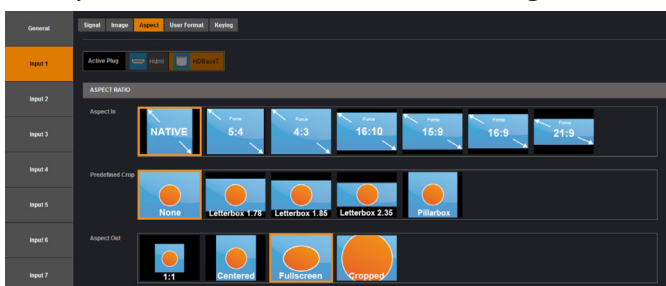 General
Signal Image Aspect User Format Keying
Input 1
Active Plug Hdmi HDBaseT
ASPECT RATIO
Input 2
Aspect In
NATIVE
Force 5:4
Force 4:3
Force 16:10
Force 15:9
Force 16:9
Force 21:9
Input 3
Input 4
Predefined Crop
None
Letterbox 1.78
Letterbox 1.85
Letterbox 2.35
Pillarbox
Input 5
Input 6
Aspect Out
1:1
Centered
Fullscreen
Cropped
Input 7